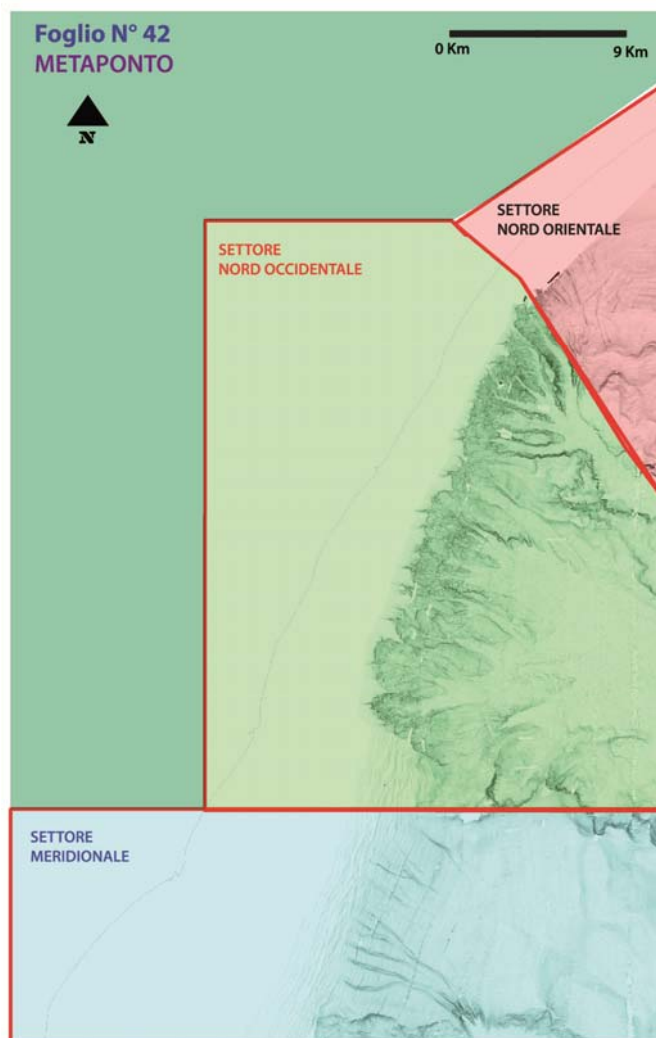 Foglio N° 42
METAPONTO
0 Km 9 Km
N
SETTORE
NORD ORIENTALE
SETTORE
NORD OCCIDENTALE
SETTORE
MERIDIONALE